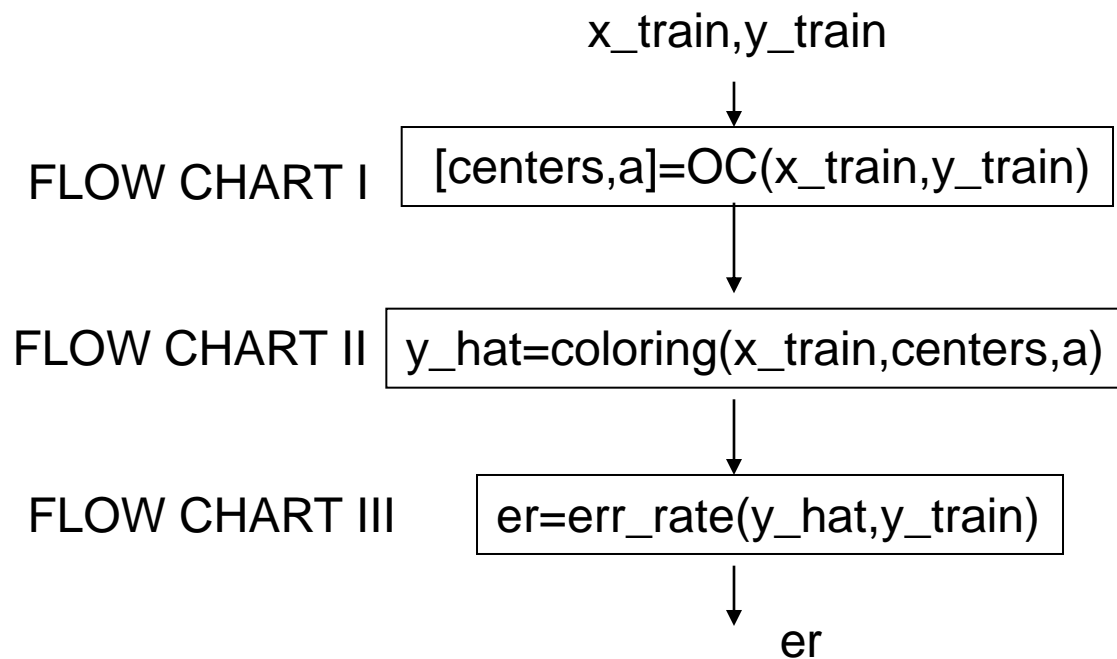 x_train,y_train
FLOW CHART I
[centers,a]=OC(x_train,y_train)
FLOW CHART II
y_hat=coloring(x_train,centers,a)
FLOW CHART III
er=err_rate(y_hat,y_train)
er